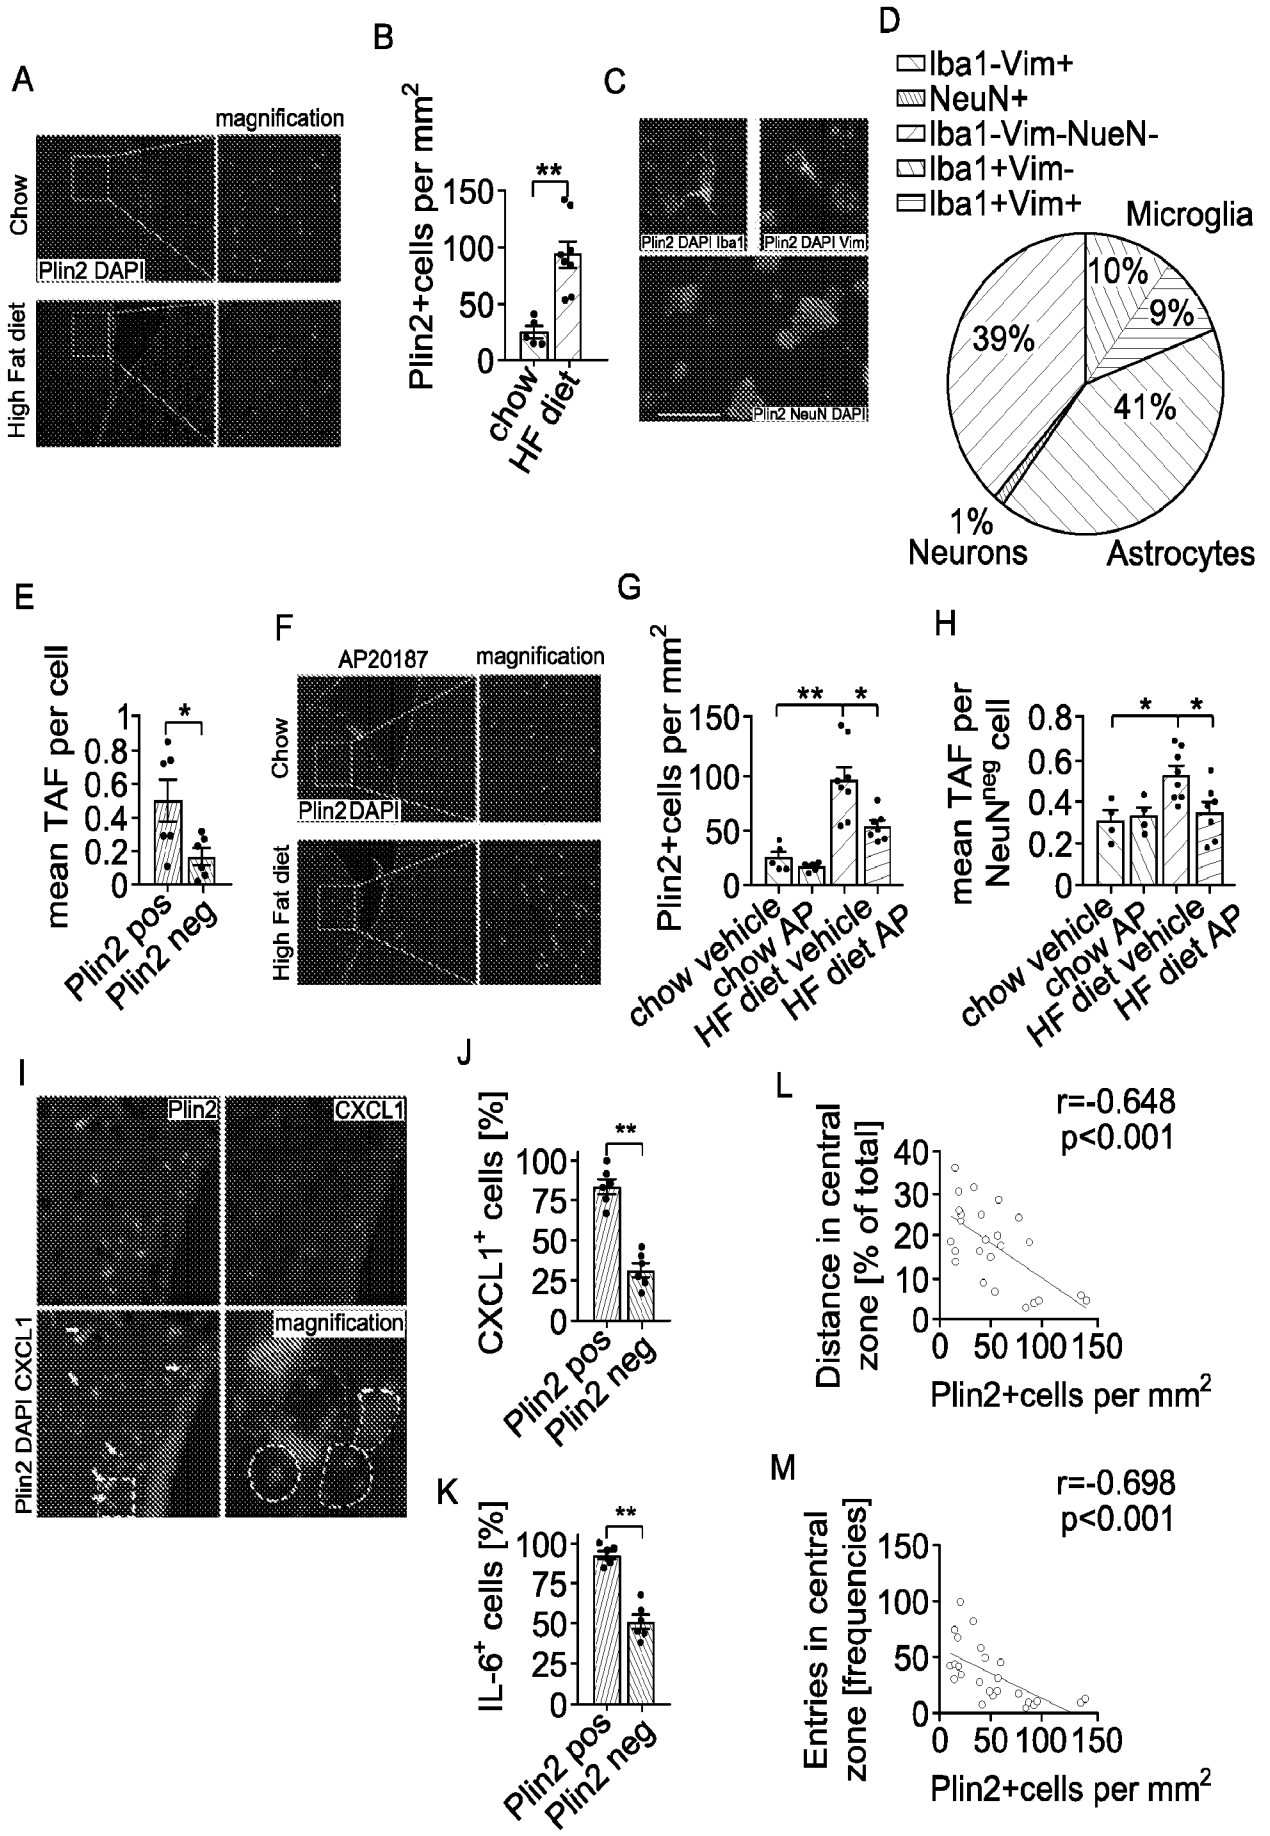 A
magnification
Chow
Plin2 DAPI
High Fat diet
B
Plin2+cells per mm2
**
150
100
50
0
chow
HF diet
C
Plin2 DAPI Iba1
Plin2 DAPI Vim
Plin2 NeuN DAPI
D
Iba1-Vim+
NeuN+
Iba1-Vim-NueN-
Iba1+Vim-
Iba1+Vim+
Microglia
10%
9%
39%
41%
1%
Neurons
Astrocytes
E
mean TAF per cell
*
1
0.8
0.6
0.4
0.2
0
Plin2 pos
Plin2 neg
F
AP20187
magnification
Chow
Plin2 DAPI
High Fat diet
G
Plin2+cells per mm2
** *
150
100
50
0
chow vehicle
chow AP
HF diet vehicle
HF diet AP
H
mean TAF per
NeuNneg cell
* *
0.8
0.6
0.4
0.2
0
chow vehicle
chow AP
HF diet vehicle
HF diet AP
I
Plin2
CXCL1
Plin2 DAPI CXCL1
magnification
J
CXCL1+ cells [%]
**
100
75
50
25
0
Plin2 pos
Plin2 neg
K
IL-6+ cells [%]
**
100
75
50
25
0
Plin2 pos
Plin2 neg
L
r=-0.648
p<0.001
Distance in central
zone [% of total]
40
30
20
10
0
0 50 100 150
Plin2+cells per mm2
M
r=-0.698
p<0.001
Entries in central
zone [frequencies]
150
100
50
0
0 50 100 150
Plin2+cells per mm2